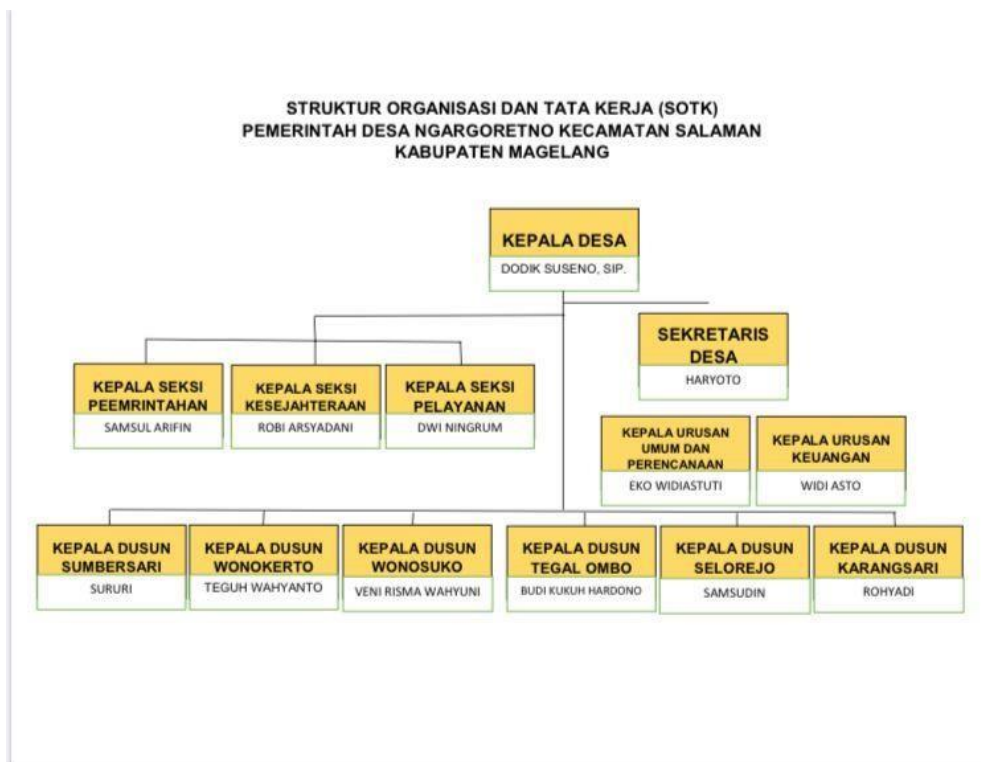 STRUKTUR ORGANISASI DAN TATA KERJA (SOTK)
PEMERINTAH DESA NGARGORETNO KECAMATAN SALAMAN
KABUPATEN MAGELANG
KEPALA DESA
DODIK SUSENO, SIP.
SEKRETARIS
DESA
HARYOTO
KEPALA SEKSI
PEEMRINTAHAN
SAMSUL ARIFIN
KEPALA SEKSI
KESEJAHTERAAN
ROBI ARSYADANI
KEPALA SEKSI
PELAYANAN
DWI NINGRUM
KEPALA URUSAN
UMUM DAN
PERENCANAAN
EKO WIDIASTUTI
KEPALA URUSAN
KEUANGAN
WIDI ASTO
KEPALA DUSUN
SUMBERSARI
SURURI
KEPALA DUSUN
WONOKERTO
TEGUH WAHYANTO
KEPALA DUSUN
WONOSUKO
VENI RISMA WAHYUNI
KEPALA DUSUN
TEGAL OMBO
BUDI KUKUH HARDONO
KEPALA DUSUN
SELOREJO
SAMSUDIN
KEPALA DUSUN
KARANGSARI
ROHYADI